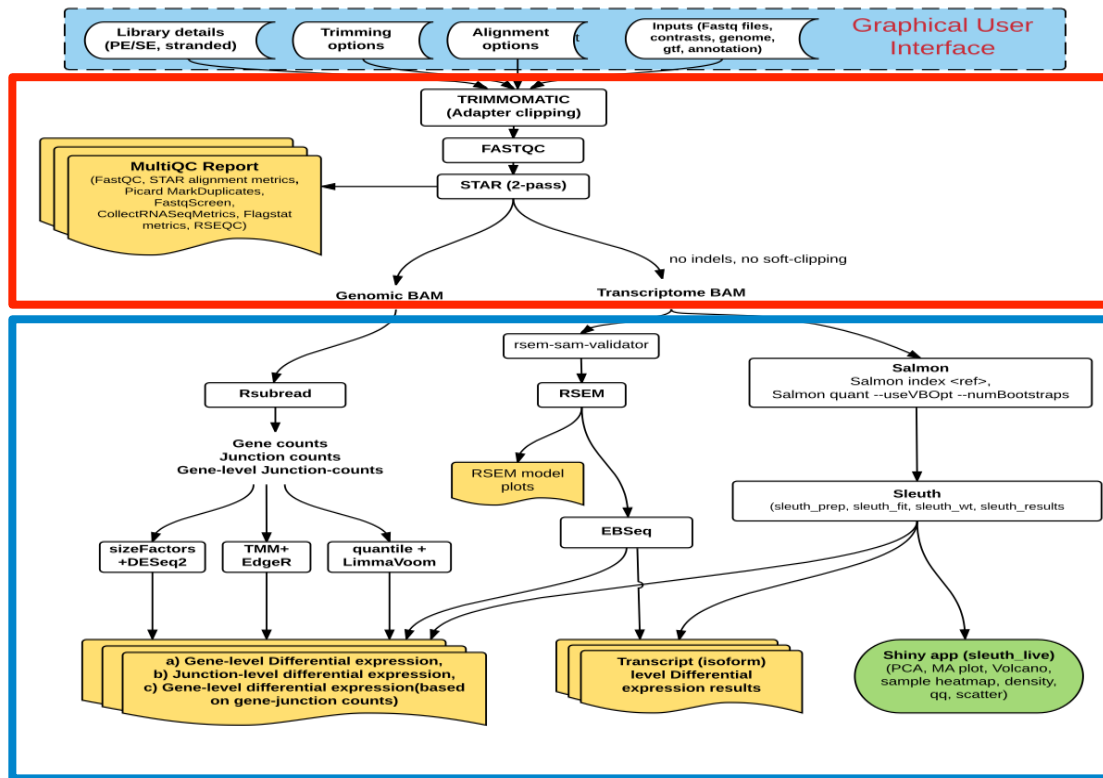 Library details
(PE/SE, stranded)
Trimming
options
Alignment
options
t
Inputs (Fastq files,
contrasts, genome,
gtf, annotation)
Graphical User
Interface
TRIMMOMATIC
(Adapter clipping)
FASTQC
STAR (2-pass)
MultiQC Report
(FastQC, STAR alignment metrics,
Picard MarkDuplicates,
FastqScreen,
CollectRNASeqMetrics, Flagstat
metrics, RSEQC)
no indels, no soft-clipping
Genomic BAM
Transcriptome BAM
rsem-sam-validator
Rsubread
RSEM
Salmon
Salmon index <ref>,
Salmon quant --useVBOpt --numBootstraps
Gene counts
Junction counts
Gene-level Junction-counts
RSEM model
plots
Sleuth
(sleuth_prep, sleuth_fit, sleuth_wt, sleuth_results
sizeFactors
+DESeq2
TMM+
EdgeR
quantile +
LimmaVoom
EBSeq
a) Gene-level Differential expression,
b) Junction-level differential expression,
c) Gene-level differential expression(based
on gene-junction counts)
Transcript (isoform)
level Differential
expression results
Shiny app (sleuth_live)
(PCA, MA plot, Volcano,
sample heatmap, density,
qq, scatter)